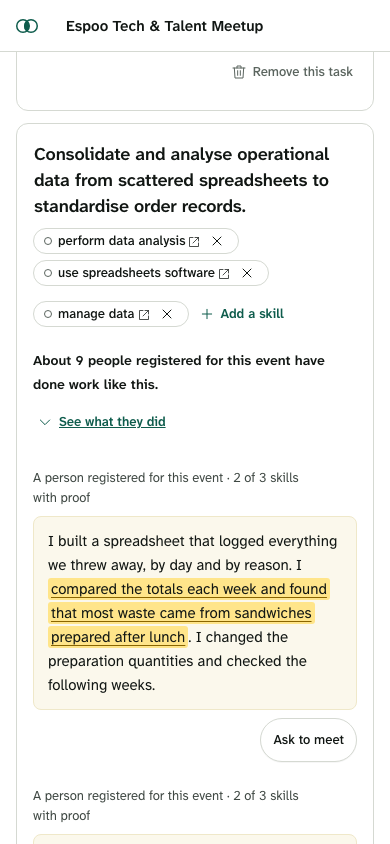 Espoo Tech & Talent Meetup
Remove this task
Consolidate and analyse operational
data from scattered spreadsheets to
standardise order records.
perform data analysis
use spreadsheets software
manage data
Add a skill
About 9 people registered for this event have
done work like this.
See what they did
A person registered for this event · 2 of 3 skills
with proof
I built a spreadsheet that logged everything
we threw away, by day and by reason. I
compared the totals each week and found
that most waste came from sandwiches
prepared after lunch. I changed the
preparation quantities and checked the
following weeks.
Ask to meet
A person registered for this event · 2 of 3 skills
with proof